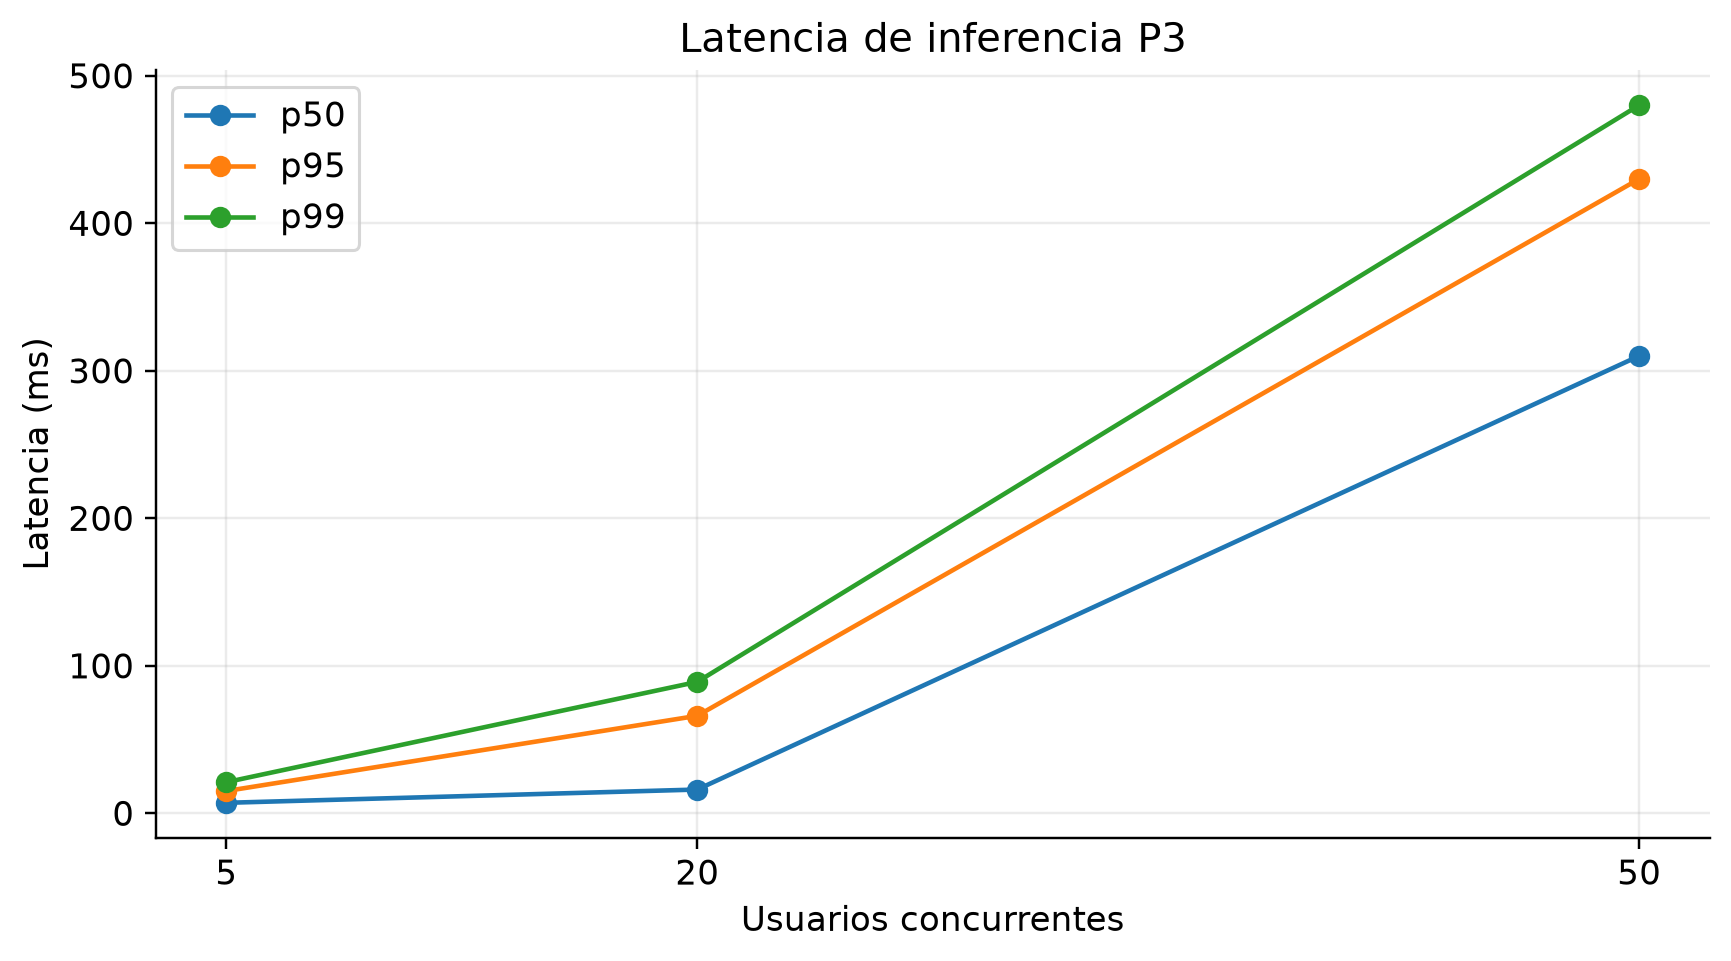 Latencia de inferencia P3
500
400
300
200
100
0
Latencia (ms)
p50
p95
p99
5 20 50
Usuarios concurrentes